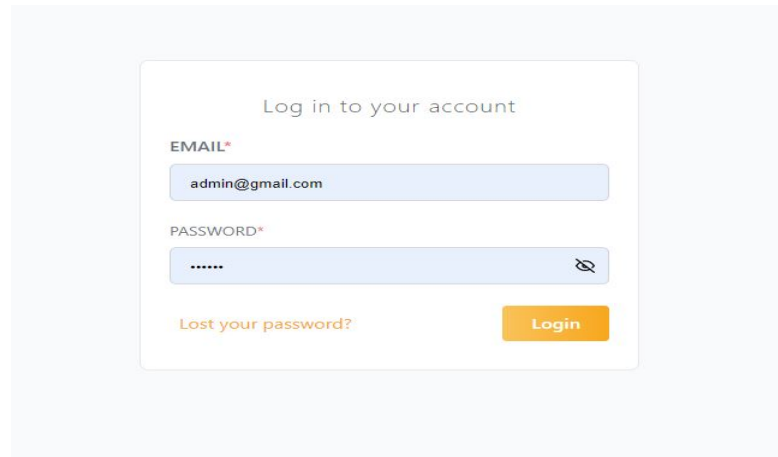 Log in to your account
EMAIL*
admin@gmail.com
PASSWORD*
••••••
Lost your password?
Login